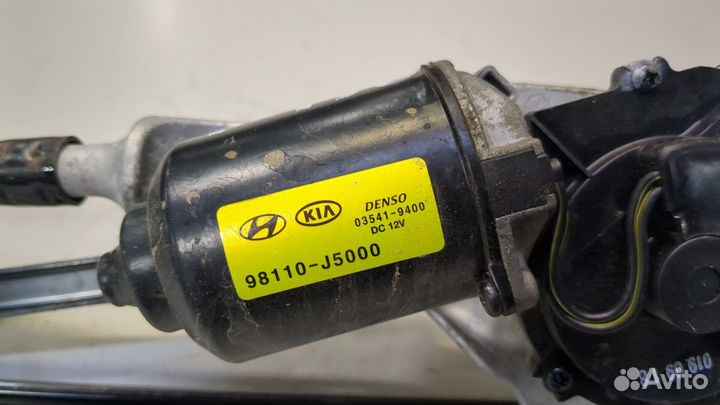 KIA
DENSO
03541-9400
DC 12V
98110-J5000
Avito